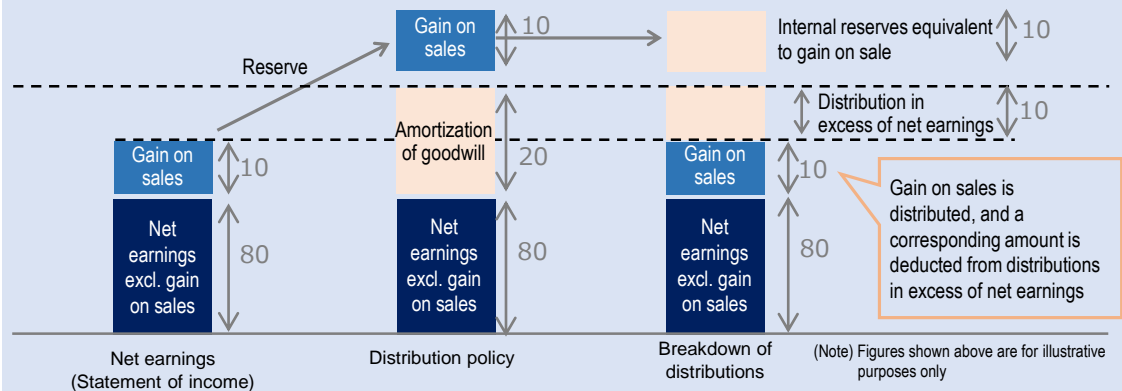 Gain on
sales
10
Internal reserves equivalent
to gain on sale
10
Reserve
Amortization
of goodwill
20
Distribution in
excess of net earnings
10
Gain on
sales
10
Gain on
sales
10
Gain on sales is
distributed, and a
corresponding amount is
deducted from distributions
in excess of net earnings
Net
earnings
excl. gain
on sales
80
Net
earnings
excl. gain
on sales
80
Net
earnings
excl. gain
on sales
80
Net earnings
(Statement of income)
Distribution policy
Breakdown of
distributions
(Note) Figures shown above are for illustrative
purposes only